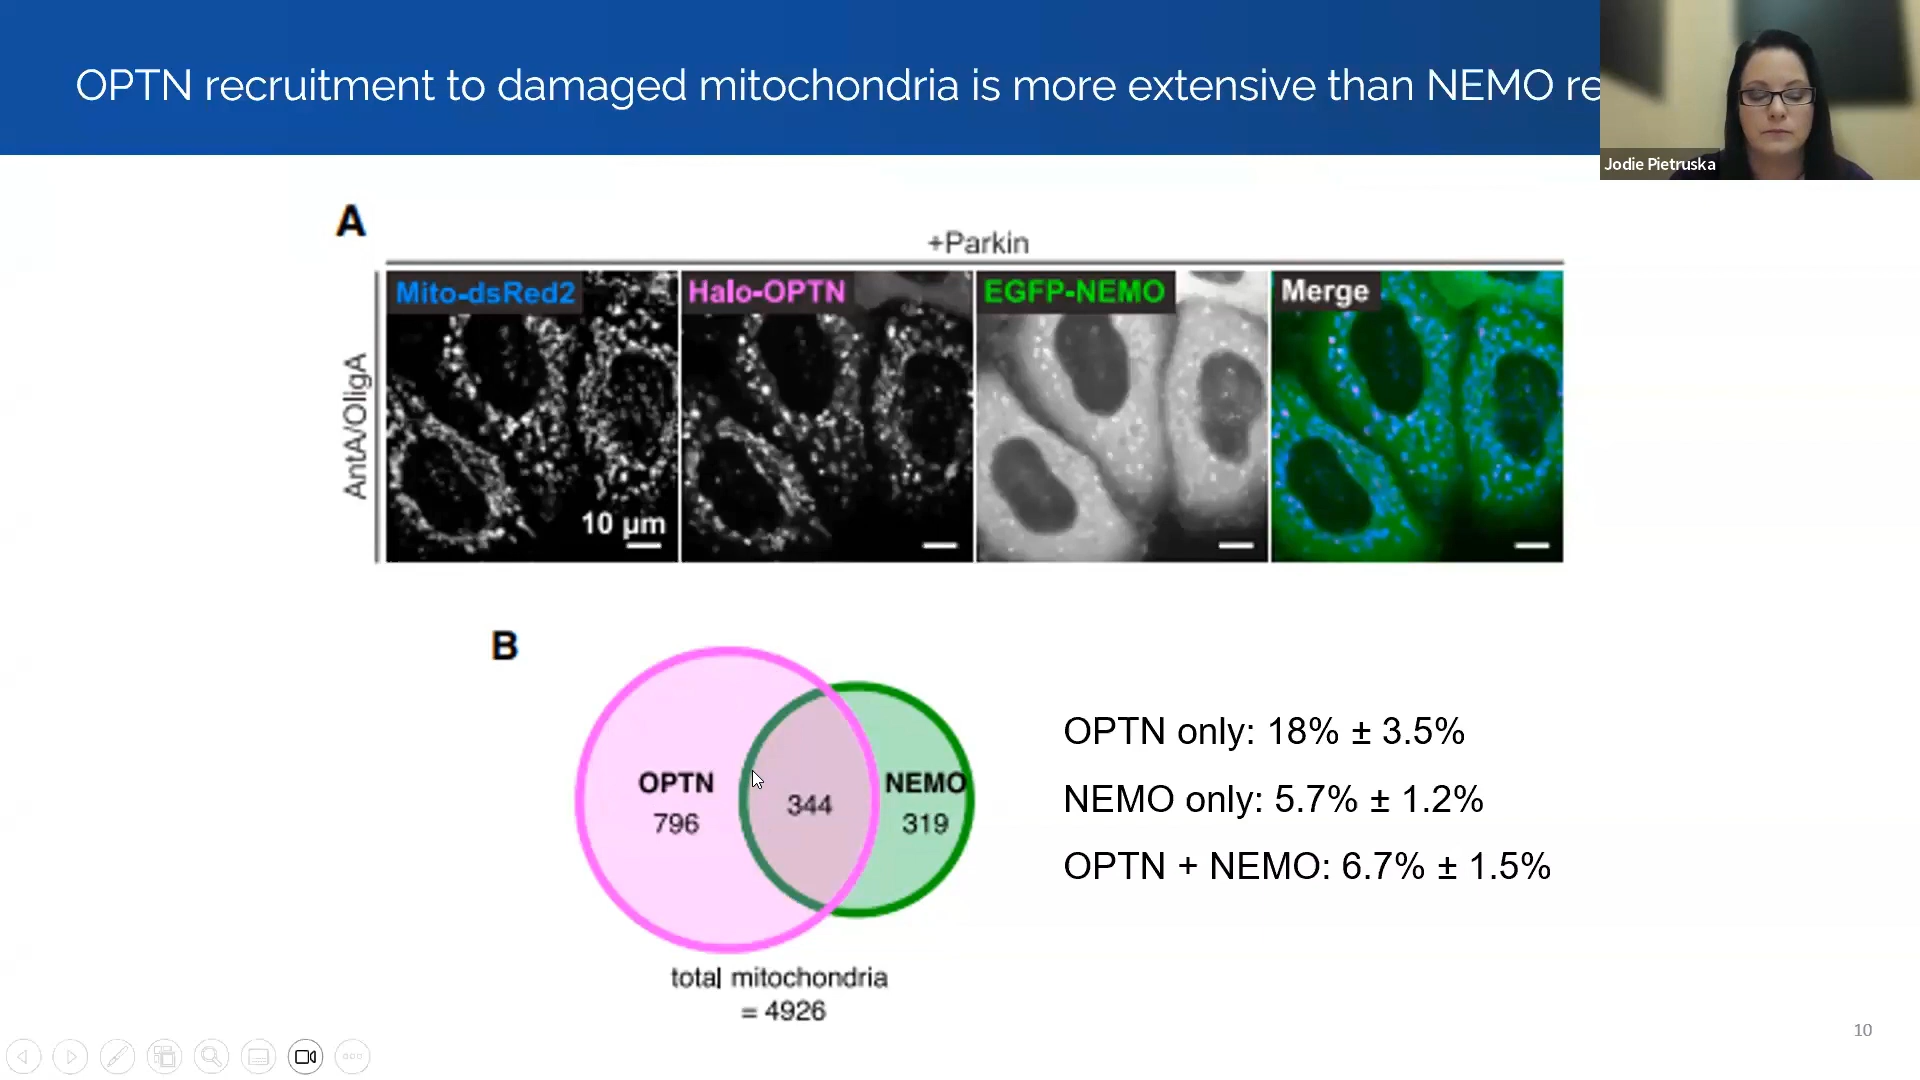 OPTN recruitment to damaged mitochondria is more extensive than NEMO re
Jodie Pietruska
A
+Parkin
AntA/OligA
Mito-dsRed2
Halo-OPTN
EGFP-NEMO
Merge
10 µm
B
OPTN
796
344
NEMO
319
total mitochondria
= 4926
OPTN only: 18% ± 3.5%
NEMO only: 5.7% ± 1.2%
OPTN + NEMO: 6.7% ± 1.5%
10